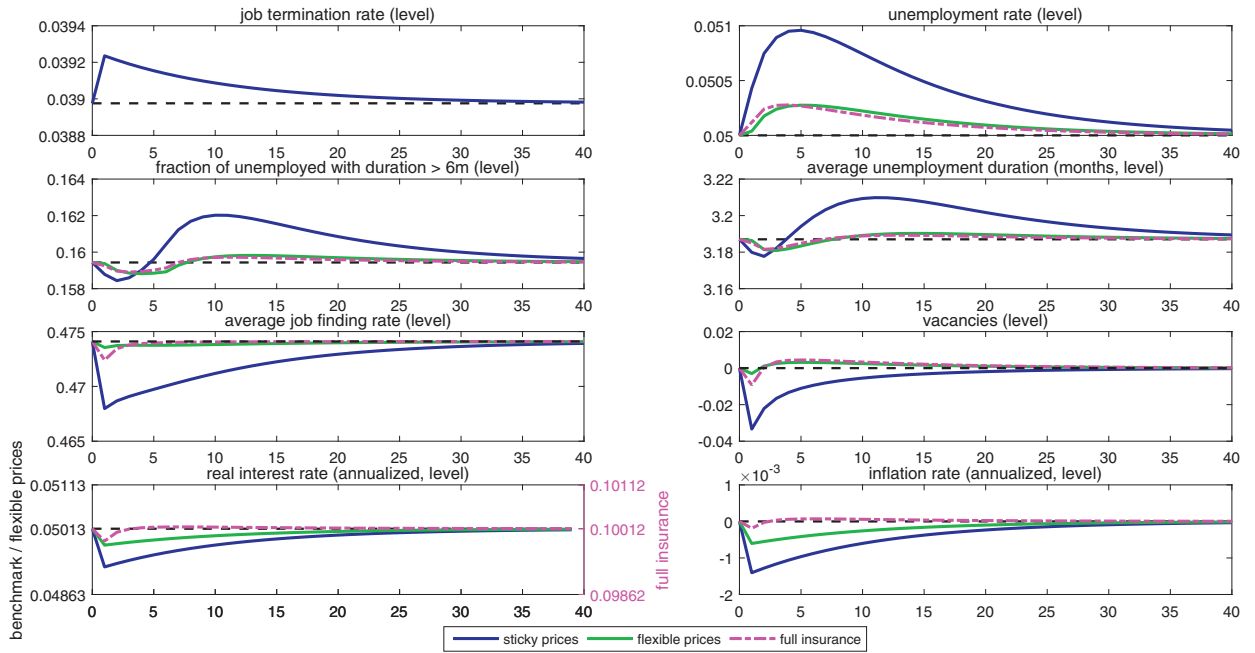 job termination rate (level)
0.0394
0.0392
0.039
0.0388
0 5 10 15 20 25 30 35 40
unemployment rate (level)
0.051
0.0505
0.05
0 5 10 15 20 25 30 35 40
fraction of unemployed with duration > 6m (level)
0.164
0.162
0.16
0.158
0 5 10 15 20 25 30 35 40
average unemployment duration (months, level)
3.22
3.2
3.18
3.16
0 5 10 15 20 25 30 35 40
average job finding rate (level)
0.475
0.47
0.465
0 5 10 15 20 25 30 35 40
vacancies (level)
0.02
0
-0.02
-0.04
0 5 10 15 20 25 30 35 40
benchmark / flexible prices
real interest rate (annualized, level)
0.05113
0.05013
0.04863
0.10112
0.10012
0.09862
full insurance
0 5 10 15 20 25 30 35 40
inflation rate (annualized, level)
×10-3
1
0
-1
-2
0 5 10 15 20 25 30 35 40
sticky prices flexible prices full insurance